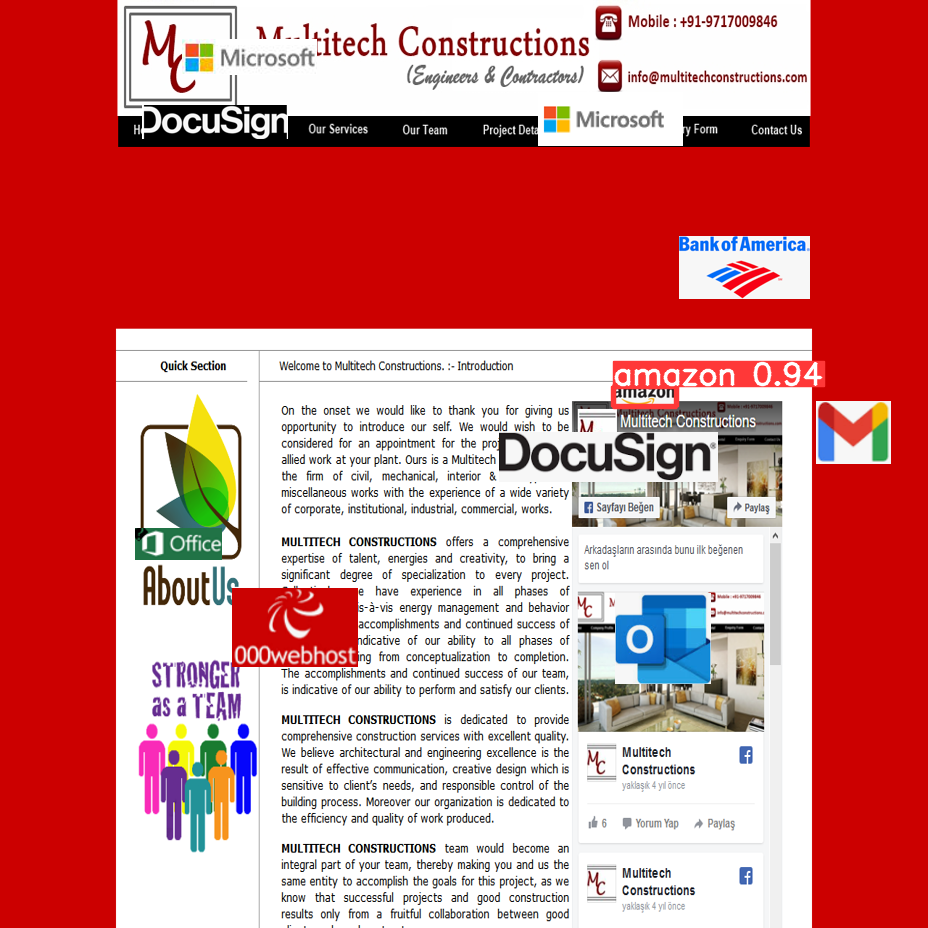 Multitech Constructions
(Engineers & Contractors)
Mobile : +91-9717009846
info@multitechconstructions.com
MC
Microsoft
DocuSign
Our Services
Our Team
Project
Microsoft
Form
Contact Us
Bank of America
Quick Section
Welcome to Multitech Constructions. :- Introduction
amazon 0.94
amazon
On the onset we would like to thank you for giving us
opportunity to introduce our self. We would wish to be
considered for an appointment for the
allied work at your plant. Ours is a Multitech
the firm of civil, mechanical, interior &
miscellaneous works with the experience of a wide variety
of corporate, institutional, industrial, commercial, works.
DocuSign
Multitech Constructions
Sayfayı Beğen
Paylaş
Arkadaşların arasında bunu ilk beğenen
sen ol
Office
AboutUs
000webhost
STRONGER
as a TEAM
MULTITECH CONSTRUCTIONS offers a comprehensive
expertise of talent, energies and creativity, to bring a
significant degree of specialization to every project.
have experience in all phases of
energy management and behavior
accomplishments and continued success of
indicative of our ability to all phases of
from conceptualization to completion.
The accomplishments and continued success of our team,
is indicative of our ability to perform and satisfy our clients.
MULTITECH CONSTRUCTIONS is dedicated to provide
comprehensive construction services with excellent quality.
We believe architectural and engineering excellence is the
result of effective communication, creative design which is
sensitive to client's needs, and responsible control of the
building process. Moreover our organization is dedicated to
the efficiency and quality of work produced.
MULTITECH CONSTRUCTIONS team would become an
integral part of your team, thereby making you and us the
same entity to accomplish the goals for this project, as we
know that successful projects and good construction
results only from a fruitful collaboration between good
Mobile : +91-9717009846
info@multitechconstructions.com
O
MC
Multitech
Constructions
yaklaşık 4 yıl önce
6
Yorum Yap
Paylaş
MC
Multitech
Constructions
yaklaşık 4 yıl önce